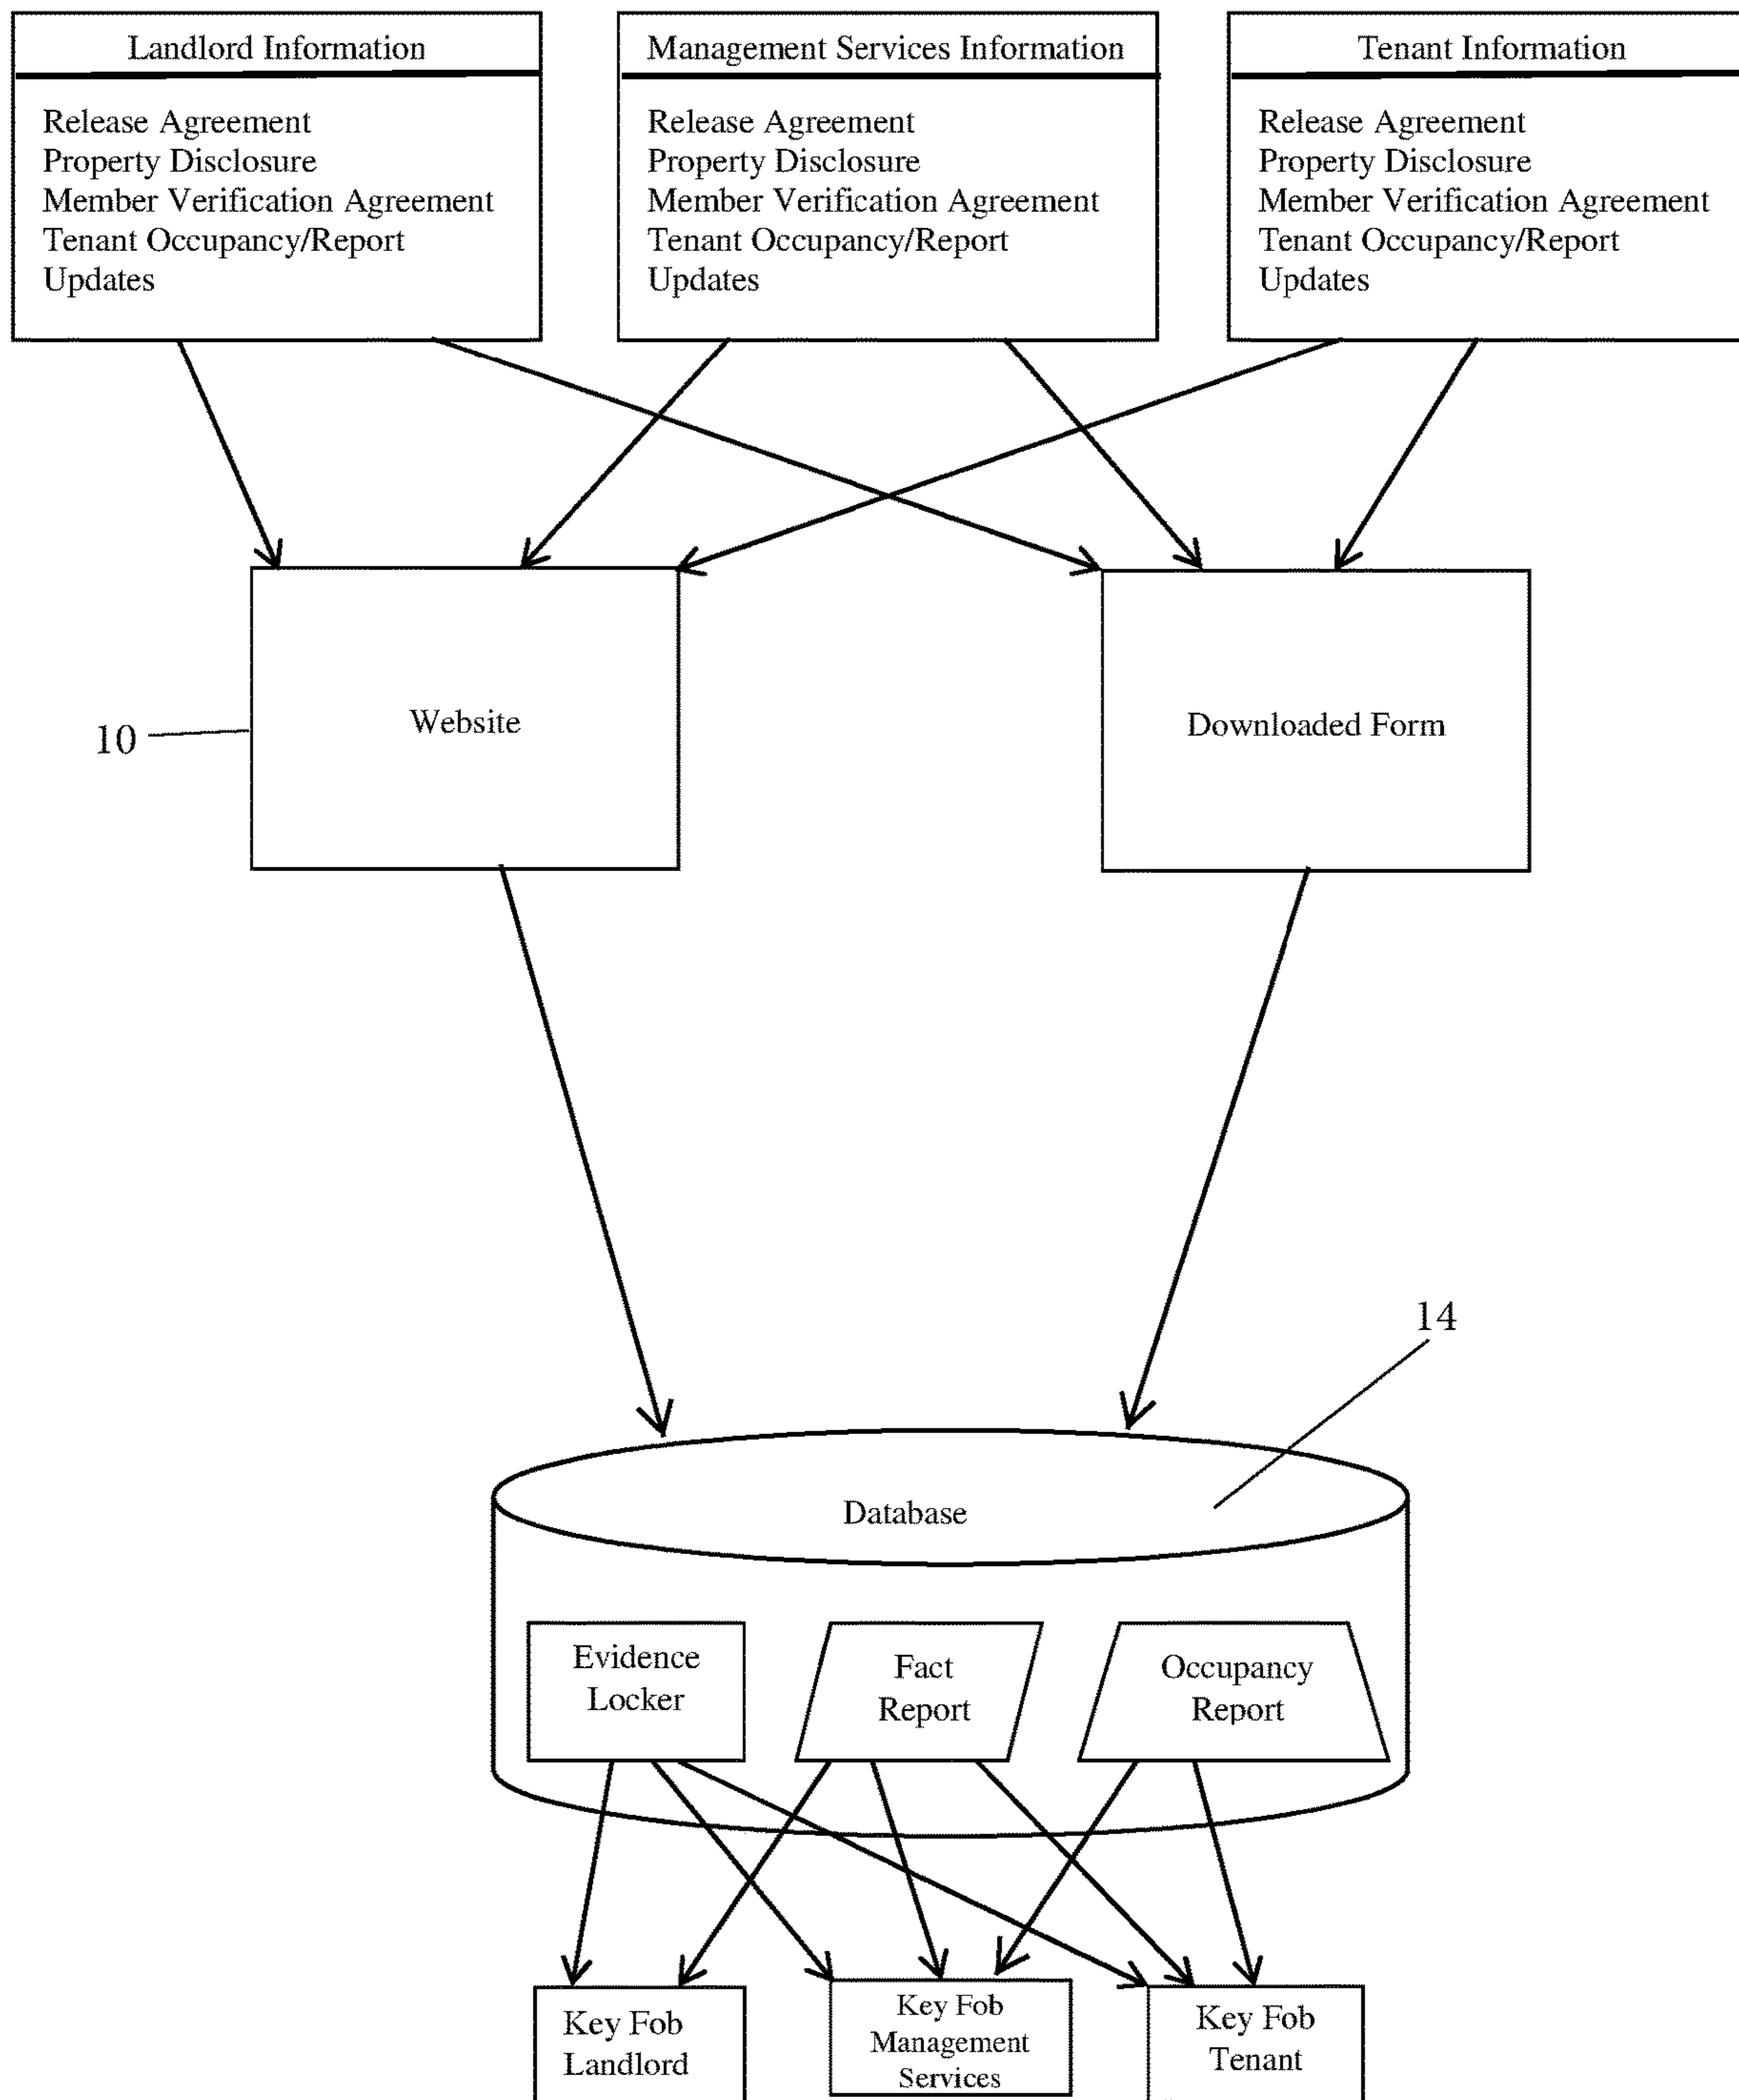 Landlord Information
Release Agreement
Property Disclosure
Member Verification Agreement
Tenant Occupancy/Report
Updates
Management Services Information
Release Agreement
Property Disclosure
Member Verification Agreement
Tenant Occupancy/Report
Updates
Tenant Information
Release Agreement
Property Disclosure
Member Verification Agreement
Tenant Occupancy/Report
Updates
10
Website
Downloaded Form
14
Database
Evidence
Locker
Fact
Report
Occupancy
Report
Key Fob
Landlord
Key Fob
Management
Services
Key Fob
Tenant